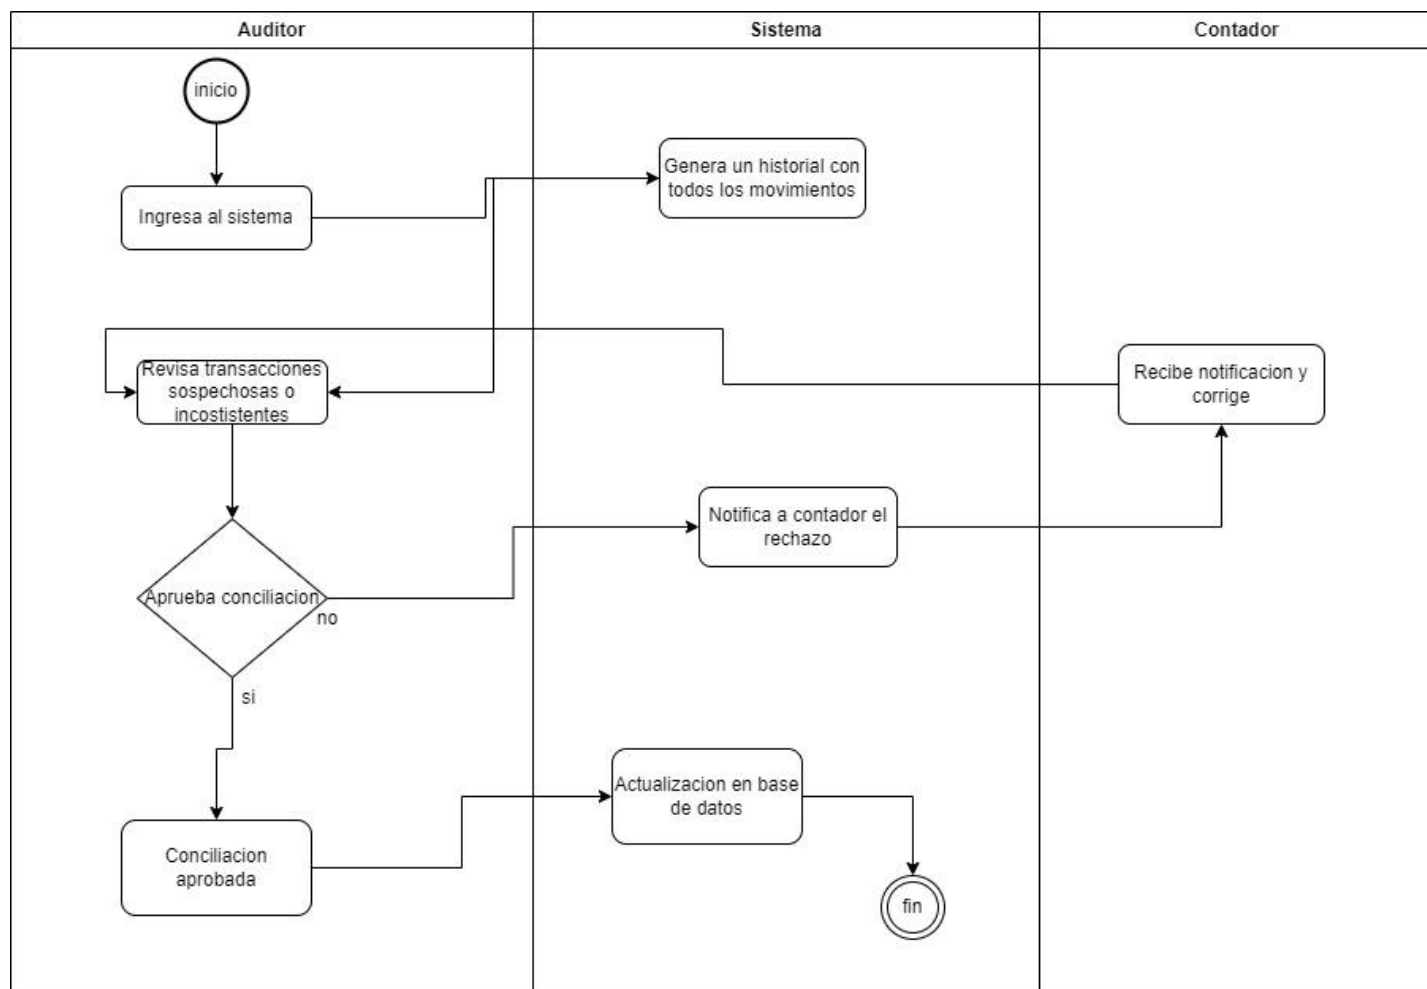 Auditor
Sistema
Contador
inicio
Genera un historial con
todos los movimientos
Ingresa al sistema
Revisa transacciones
sospechosas o
incostistentes
Recibe notificacion y
corrige
Notifica a contador el
rechazo
Aprueba conciliacion
no
si
Actualizacion en base
de datos
Conciliacion
aprobada
fin